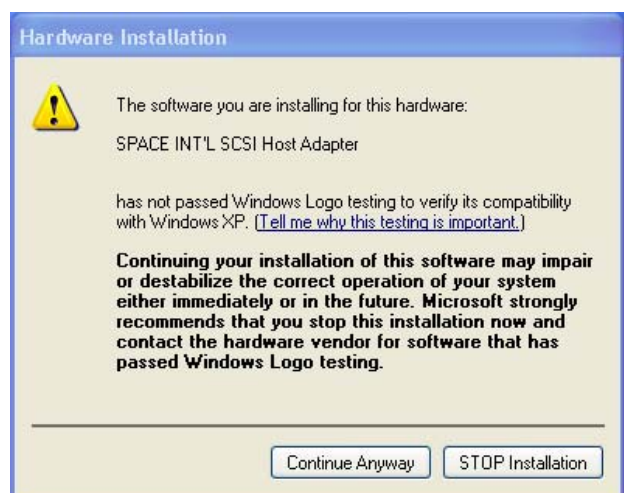 Hardware Installation
The software you are installing for this hardware:
SPACE INT'L SCSI Host Adapter
has not passed Windows Logo testing to verify its compatibility
with Windows XP. (Tell me why this testing is important.)
Continuing your installation of this software may impair
or destabilize the correct operation of your system
either immediately or in the future. Microsoft strongly
recommends that you stop this installation now and
contact the hardware vendor for software that has
passed Windows Logo testing.
Continue Anyway
STOP Installation